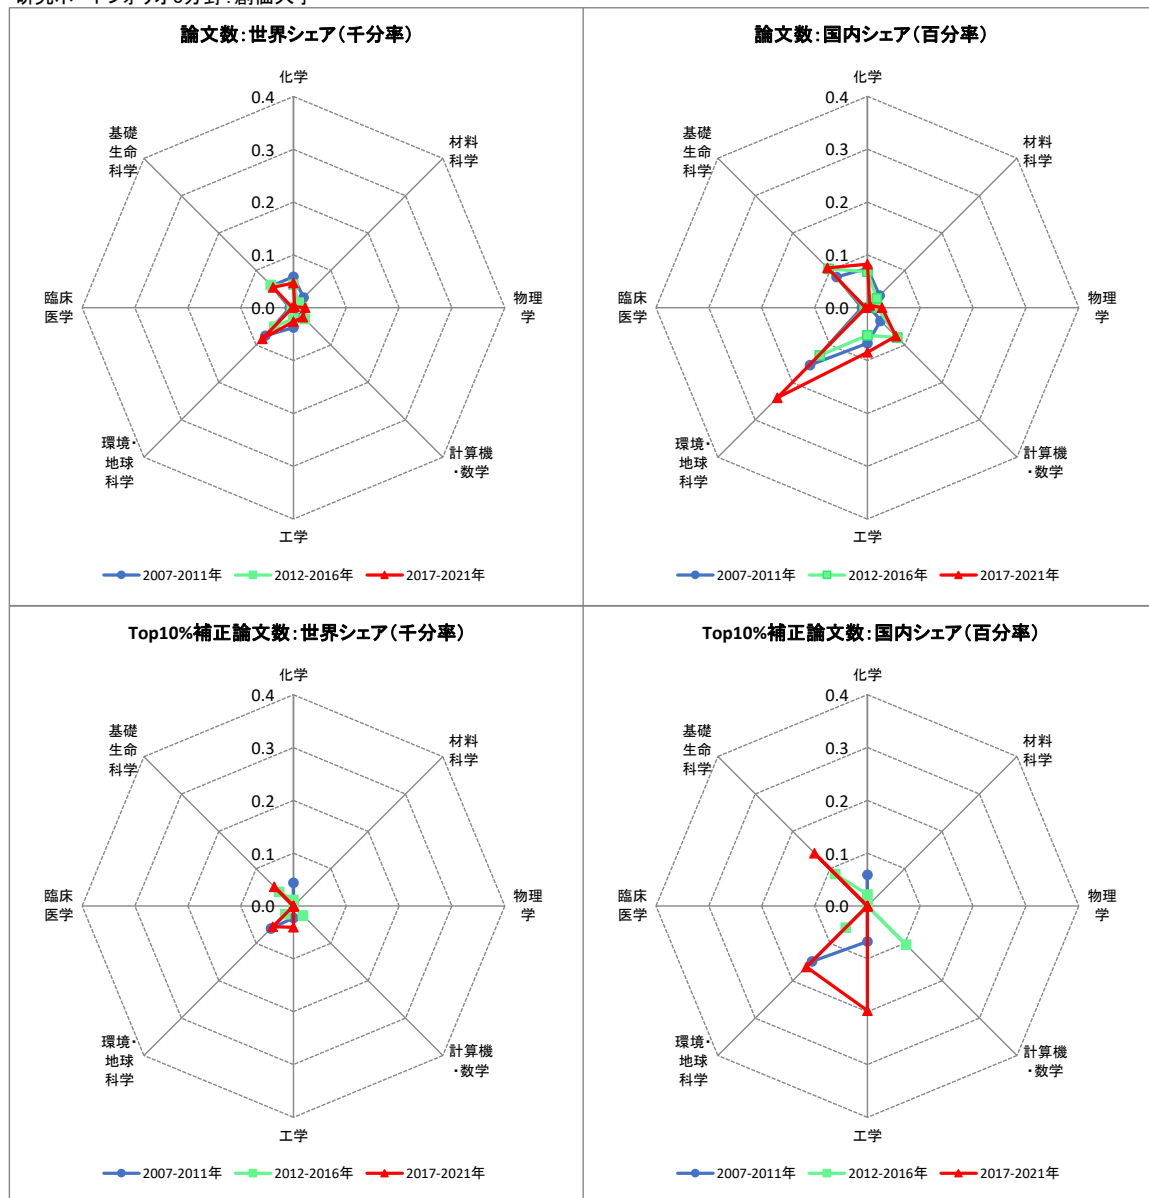 論文数:世界シェア(千分率)
化学
0.4
0.3
0.2
0.1
0.0
材料
科学
物理
学
計算機
・数学
工学
環境・
地球
科学
臨床
医学
基礎
生命
科学
2007-2011年
2012-2016年
2017-2021年
論文数:国内シェア(百分率)
化学
0.4
0.3
0.2
0.1
0.0
材料
科学
物理
学
計算機
・数学
工学
環境・
地球
科学
臨床
医学
基礎
生命
科学
2007-2011年
2012-2016年
2017-2021年
Top10%補正論文数:世界シェア(千分率)
化学
0.4
0.3
0.2
0.1
0.0
材料
科学
物理
学
計算機
・数学
工学
環境・
地球
科学
臨床
医学
基礎
生命
科学
2007-2011年
2012-2016年
2017-2021年
Top10%補正論文数:国内シェア(百分率)
化学
0.4
0.3
0.2
0.1
0.0
材料
科学
物理
学
計算機
・数学
工学
環境・
地球
科学
臨床
医学
基礎
生命
科学
2007-2011年
2012-2016年
2017-2021年